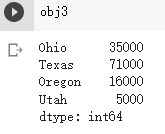 obj3
Ohio 35000
Texas 71000
Oregon 16000
Utah 5000
dtype: int64